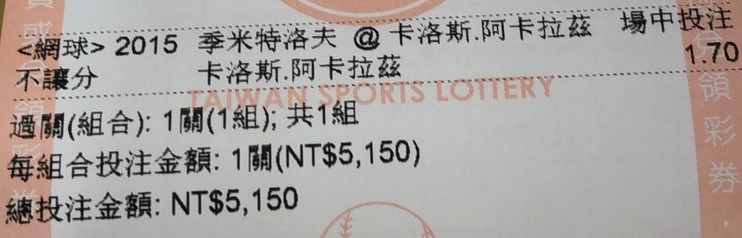 <網球> 2015 季米特洛夫 @ 卡洛斯.阿卡拉茲 場中投注
不讓分 卡洛斯.阿卡拉茲 1.70
TAIWAN SPORTS LOTTERY
過關(組合): 1關(1組); 共1組
每組合投注金額: 1關(NT$5,150)
總投注金額: NT$5,150
領彩券